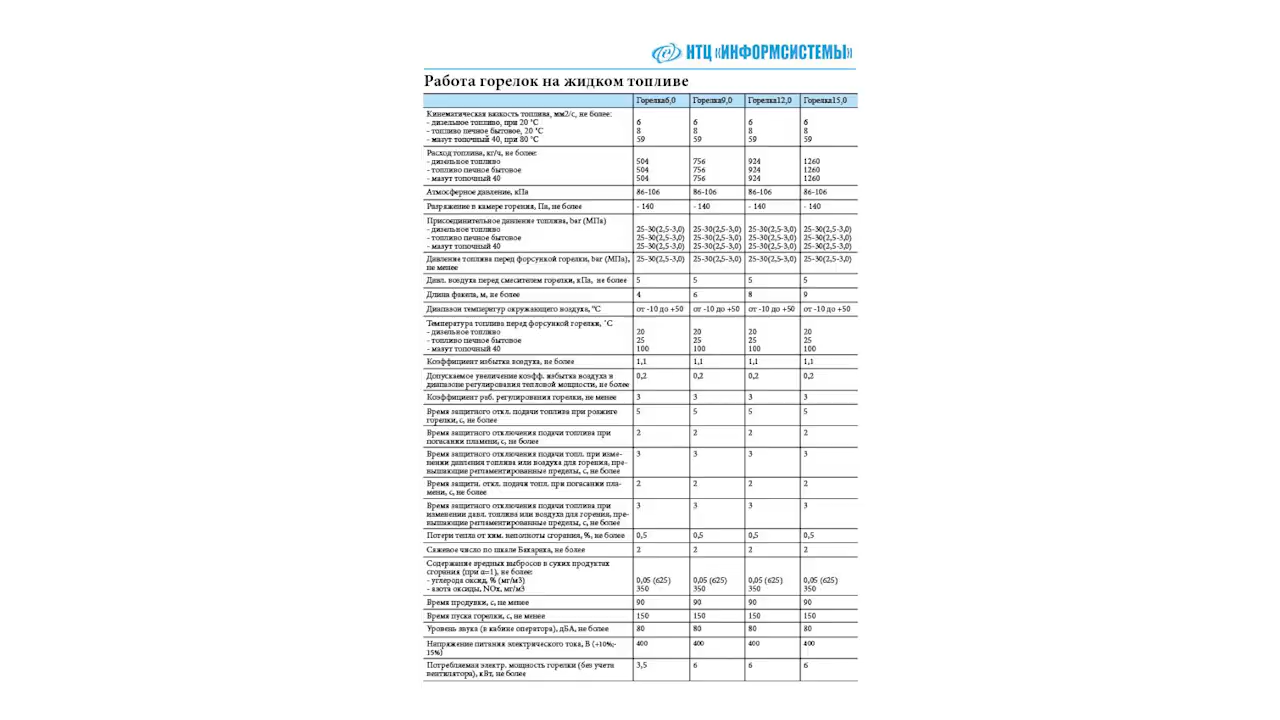 НТЦ «ИНФОРМСИСТЕМЫ»
Работа горелок на жидком топливе
Горелка6,0 Горелка9,0 Горелка12,0 Горелка15,0
Кинематическая вязкость топлива, мм2/с, не более:
- дизельное топливо, при 20 °С 6 6 6 6
- топливо печное бытовое, 20 °С 8 8 8 8
- мазут топочный 40, при 80 °С 59 59 59 59
Расход топлива, кг/ч, не более:
- дизельное топливо 504 756 924 1260
- топливо печное бытовое 504 756 924 1260
- мазут топочный 40 504 756 924 1260
Атмосферное давление, кПа 86-106 86-106 86-106 86-106
Разряжение в камере горения, Па, не более - 140 - 140 - 140 - 140
Присоединительное давление топлива, bar (МПа)
- дизельное топливо 25-30(2,5-3,0) 25-30(2,5-3,0) 25-30(2,5-3,0) 25-30(2,5-3,0)
- топливо печное бытовое 25-30(2,5-3,0) 25-30(2,5-3,0) 25-30(2,5-3,0) 25-30(2,5-3,0)
- мазут топочный 40 25-30(2,5-3,0) 25-30(2,5-3,0) 25-30(2,5-3,0) 25-30(2,5-3,0)
Давление топлива перед форсункой горелки, bar (МПа), 25-30(2,5-3,0) 25-30(2,5-3,0) 25-30(2,5-3,0) 25-30(2,5-3,0)
не менее
Давл. воздуха перед смесителем горелки, кПа, не более 5 5 5 5
Длина факела, м, не более 4 6 8 9
Диапазон температур окружающего воздуха, °С от -10 до +50 от -10 до +50 от -10 до +50 от -10 до +50
Температура топлива перед форсункой горелки, °С
- дизельное топливо 20 20 20 20
- топливо печное бытовое 25 25 25 25
- мазут топочный 40 100 100 100 100
Коэффициент избытка воздуха, не более 1,1 1,1 1,1 1,1
Допускаемое увеличение коэфф. избытка воздуха в 0,2 0,2 0,2 0,2
диапазоне регулирования тепловой мощности, не более
Коэффициент раб. регулирования горелки, не менее 3 3 3 3
Время защитного откл. подачи топлива при розжиге 5 5 5 5
горелки, с, не более
Время защитного отключения подачи топлива при 2 2 2 2
погасании пламени, с, не более
Время защитного отключения подачи топл. при изме- 3 3 3 3
нении давления топлива или воздуха для горения, пре-
вышающие регламентированные пределы, с, не более
Время защитн. откл. подачи топл. при погасании пла- 2 2 2 2
мени, с, не более
Время защитного отключения подачи топлива при 3 3 3 3
изменении давл. топлива или воздуха для горения, пре-
вышающие регламентированные пределы, с, не более
Потери тепла от хим. неполноты сгорания, %, не более 0,5 0,5 0,5 0,5
Сажевое число по шкале Бахараха, не более 2 2 2 2
Содержание вредных выбросов в сухих продуктах
сгорания (при α=1), не более:
- углерода оксид, % (мг/м3) 0,05 (625) 0,05 (625) 0,05 (625) 0,05 (625)
- азота оксиды, NOx, мг/м3 350 350 350 350
Время продувки, с, не менее 90 90 90 90
Время пуска горелки, с, не менее 150 150 150 150
Уровень звука (в кабине оператора), дБА, не более 80 80 80 80
Напряжение питания электрического тока, В (+10%;- 400 400 400 400
15%)
Потребляемая электр. мощность горелки (без учета 3,5 6 6 6
вентилятора), кВт, не более